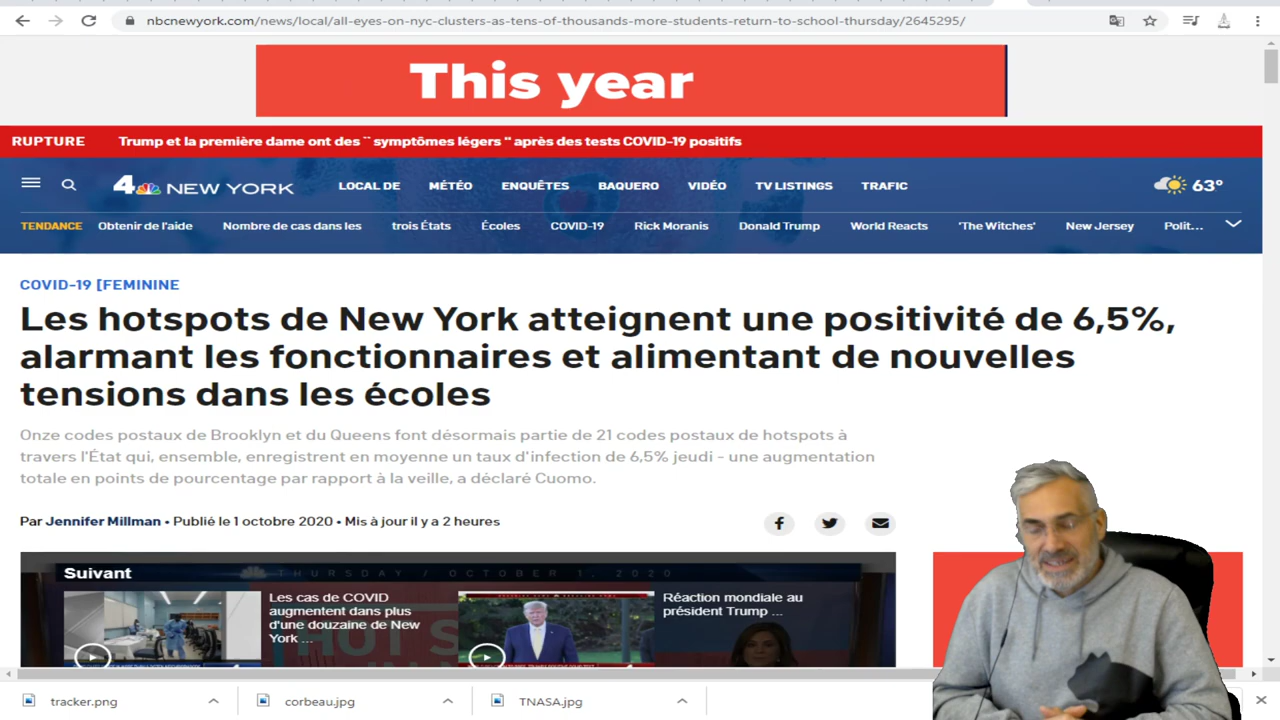 nbcnewyork.com/news/local/all-eyes-on-nyc-clusters-as-tens-of-thousands-more-students-return-to-school-thursday/2645295/
This year
RUPTURE Trump et la première dame ont des `` symptômes légers '' après des tests COVID-19 positifs
4 NEW YORK LOCAL DE MÉTÉO ENQUÊTES BAQUERO VIDÉO TV LISTINGS TRAFIC 63°
TENDANCE Obtenir de l'aide Nombre de cas dans les trois États Écoles COVID-19 Rick Moranis Donald Trump World Reacts 'The Witches' New Jersey Polit...
COVID-19 [FEMININE
Les hotspots de New York atteignent une positivité de 6,5%,
alarmant les fonctionnaires et alimentant de nouvelles
tensions dans les écoles
Onze codes postaux de Brooklyn et du Queens font désormais partie de 21 codes postaux de hotspots à
travers l'État qui, ensemble, enregistrent en moyenne un taux d'infection de 6,5% jeudi - une augmentation
totale en points de pourcentage par rapport à la veille, a déclaré Cuomo.
Par Jennifer Millman • Publié le 1 octobre 2020 • Mis à jour il y a 2 heures
Suivant
THURSDAY / OCTOBER 1, 2020
Les cas de COVID
augmentent dans plus
d'une douzaine de New
York ...
Réaction mondiale au
président Trump ...
tracker.png corbeau.jpg TNASA.jpg